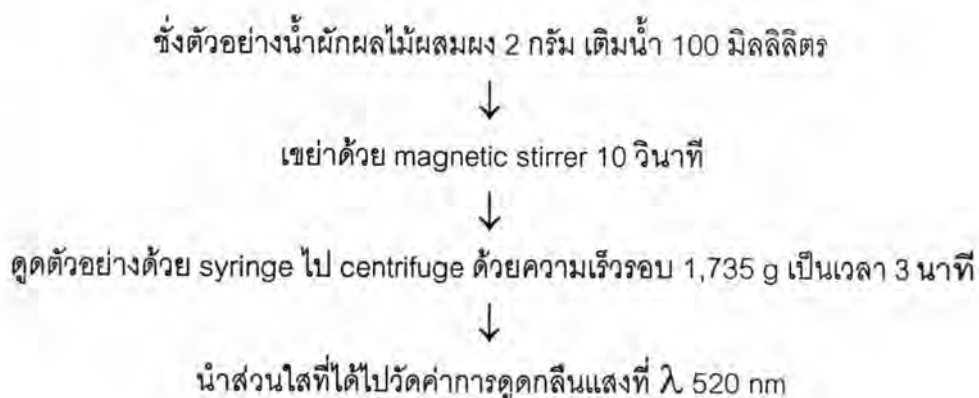 ชั่งตัวอย่างน้ำผักผลไม้ผสมผง 2 กรัม เติมน้ำ 100 มิลลิลิตร
↓
เขย่าด้วย magnetic stirrer 10 วินาที
↓
ดูดตัวอย่างด้วย syringe ไป centrifuge ด้วยความเร็วรอบ 1,735 g เป็นเวลา 3 นาที
↓
นำส่วนใสที่ได้ไปวัดค่าการดูดกลืนแสงที่ λ 520 nm